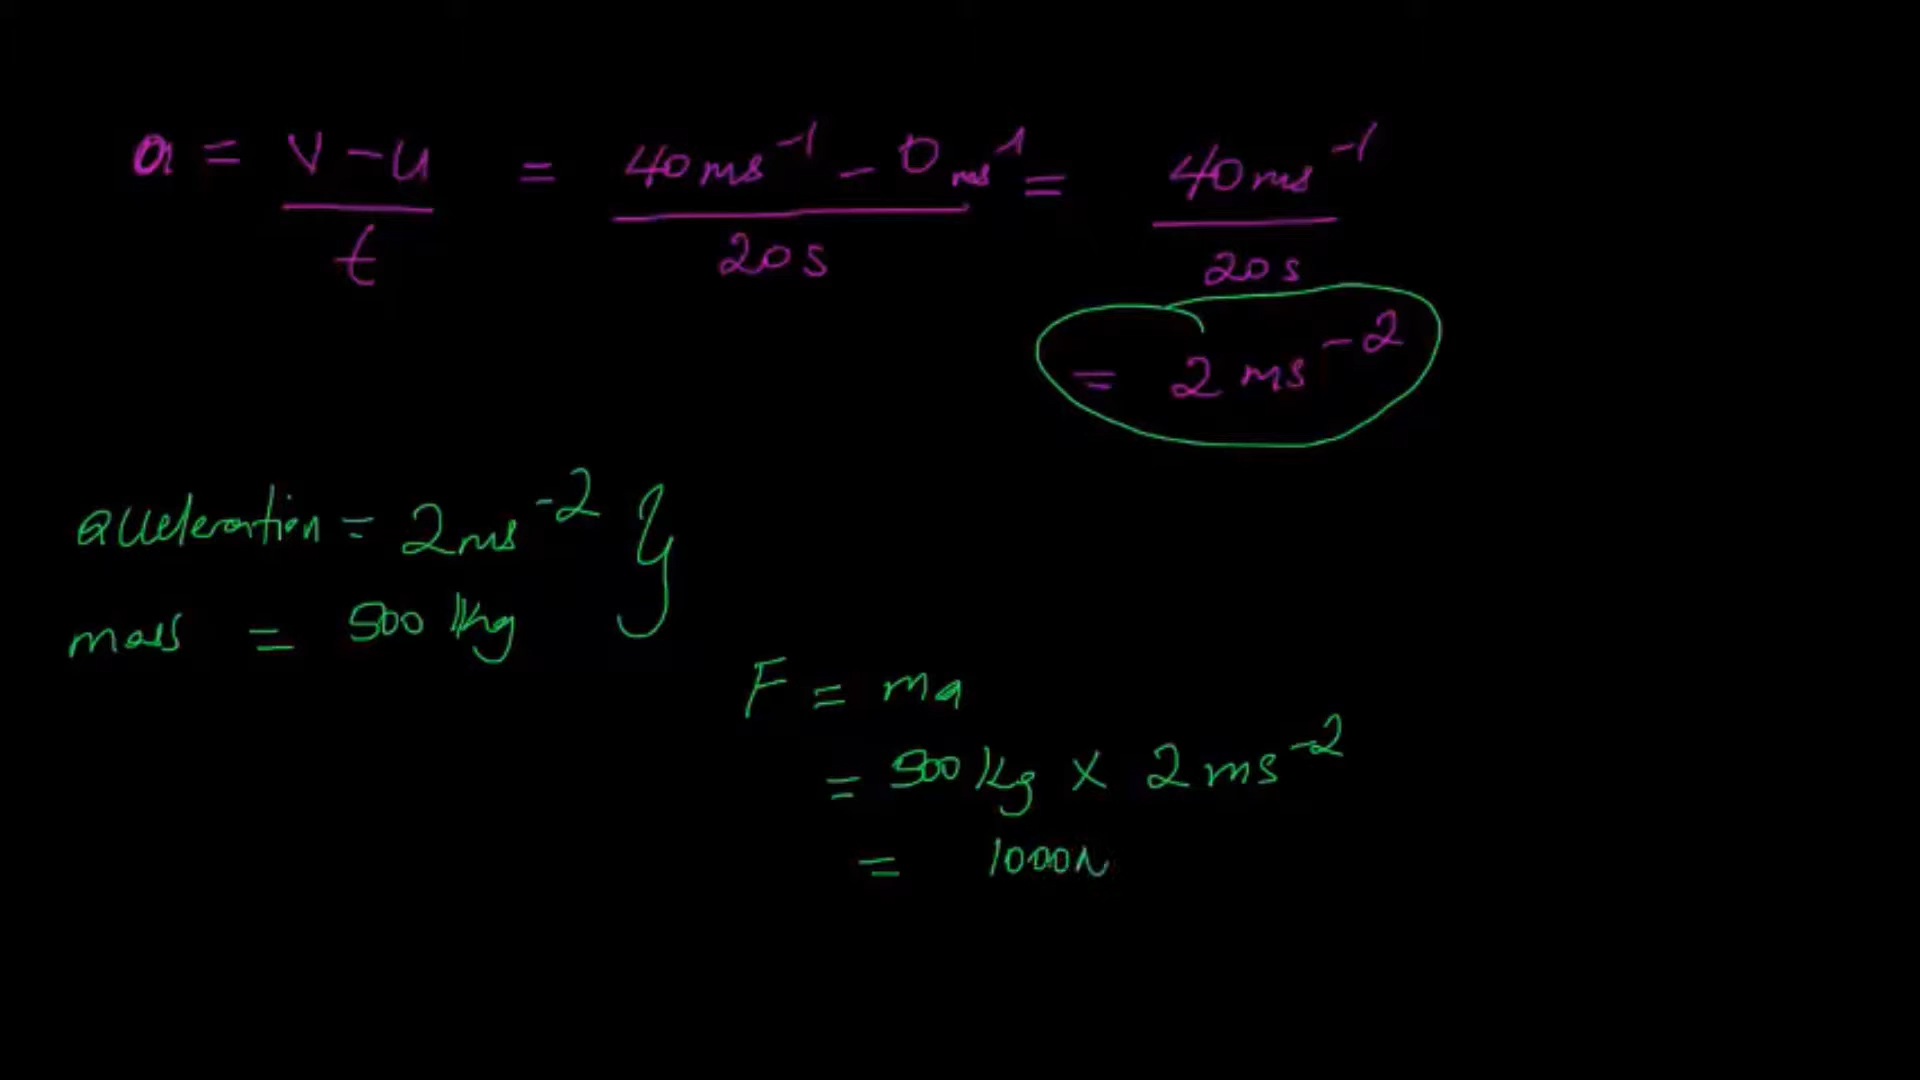 a = v - u / t = 40 ms⁻¹ - 0 ms⁻¹ / 20 s = 40 ms⁻¹ / 20 s
= 2 ms⁻²
acceleration = 2 ms⁻² }
mass = 500 kg
F = ma
= 500 kg × 2 ms⁻²
= 1000N